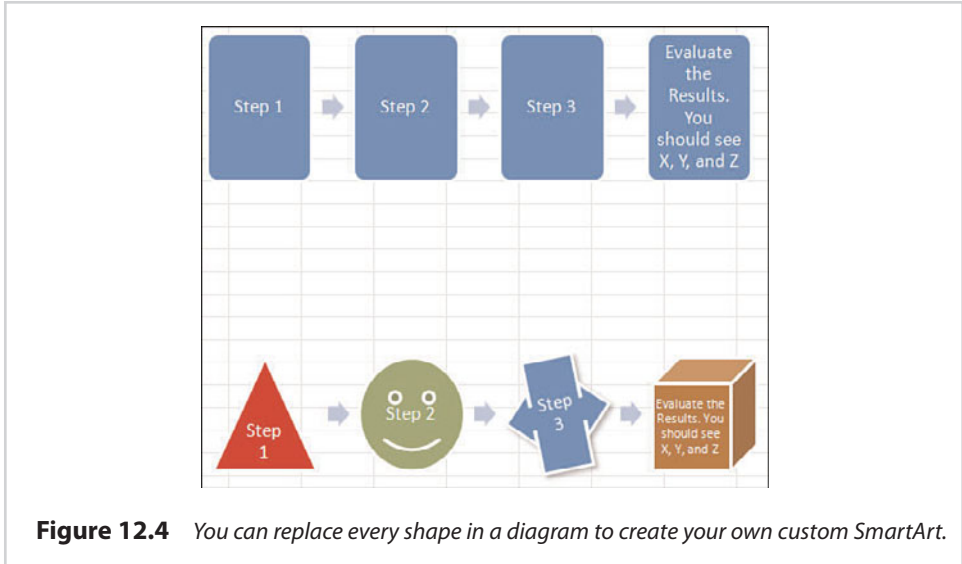 Step 1
Step 2
Step 3
Evaluate
the
Results.
You
should see
X, Y, and Z
Step
1
Step 2
Step
3
Evaluate the
Results. You
should see
X, Y, and Z
Figure 12.4 You can replace every shape in a diagram to create your own custom SmartArt.